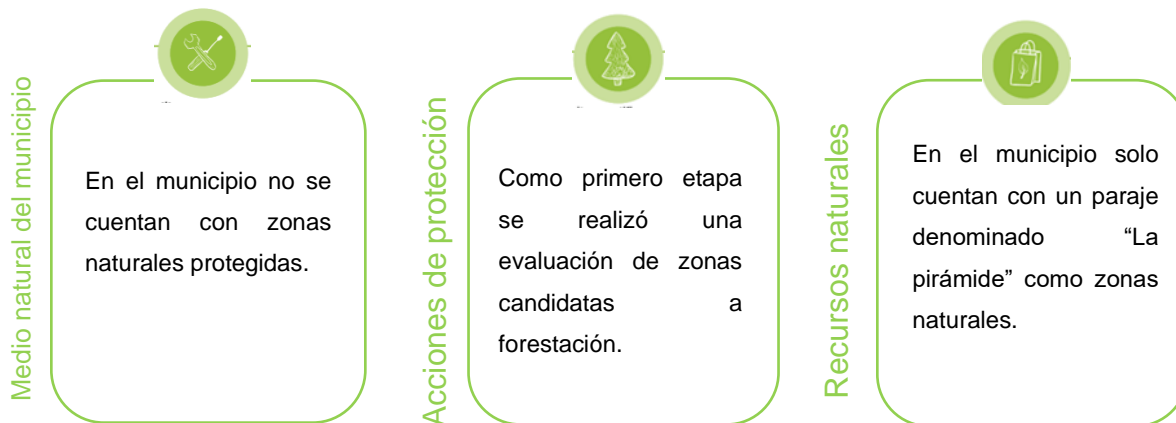 Medio natural del municipio
En el municipio no se
cuentan con zonas
naturales protegidas.
Acciones de protección
Como primero etapa
se realizó una
evaluación de zonas
candidatas a
forestación.
Recursos naturales
En el municipio solo
cuentan con un paraje
denominado “La
pirámide” como zonas
naturales.